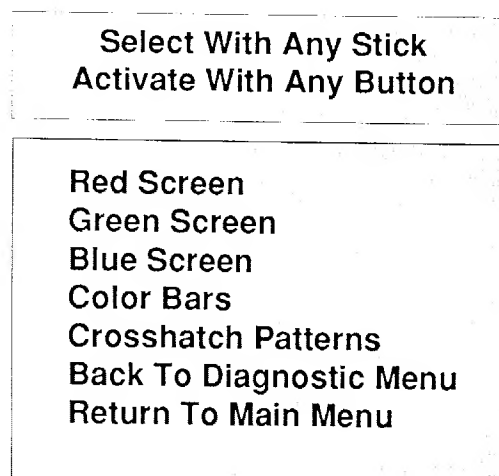 Select With Any Stick
Activate With Any Button
Red Screen
Green Screen
Blue Screen
Color Bars
Crosshatch Patterns
Back To Diagnostic Menu
Return To Main Menu